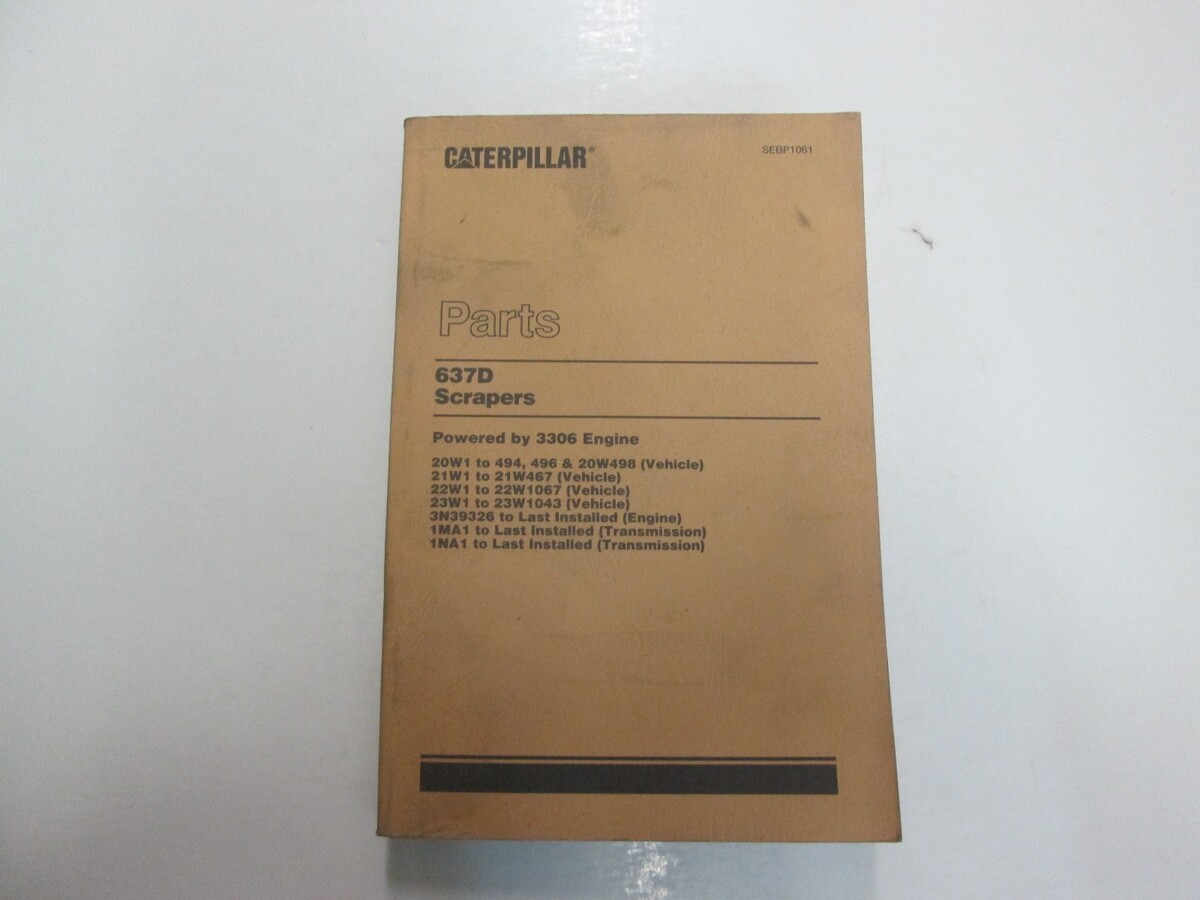 CATERPILLAR®
SEBP1061
Parts
637D
Scrapers
Powered by 3306 Engine
20W1 to 494, 496 & 20W498 (Vehicle)
21W1 to 21W467 (Vehicle)
22W1 to 22W1067 (Vehicle)
23W1 to 23W1043 (Vehicle)
3N39326 to Last Installed (Engine)
1MA1 to Last Installed (Transmission)
1NA1 to Last Installed (Transmission)